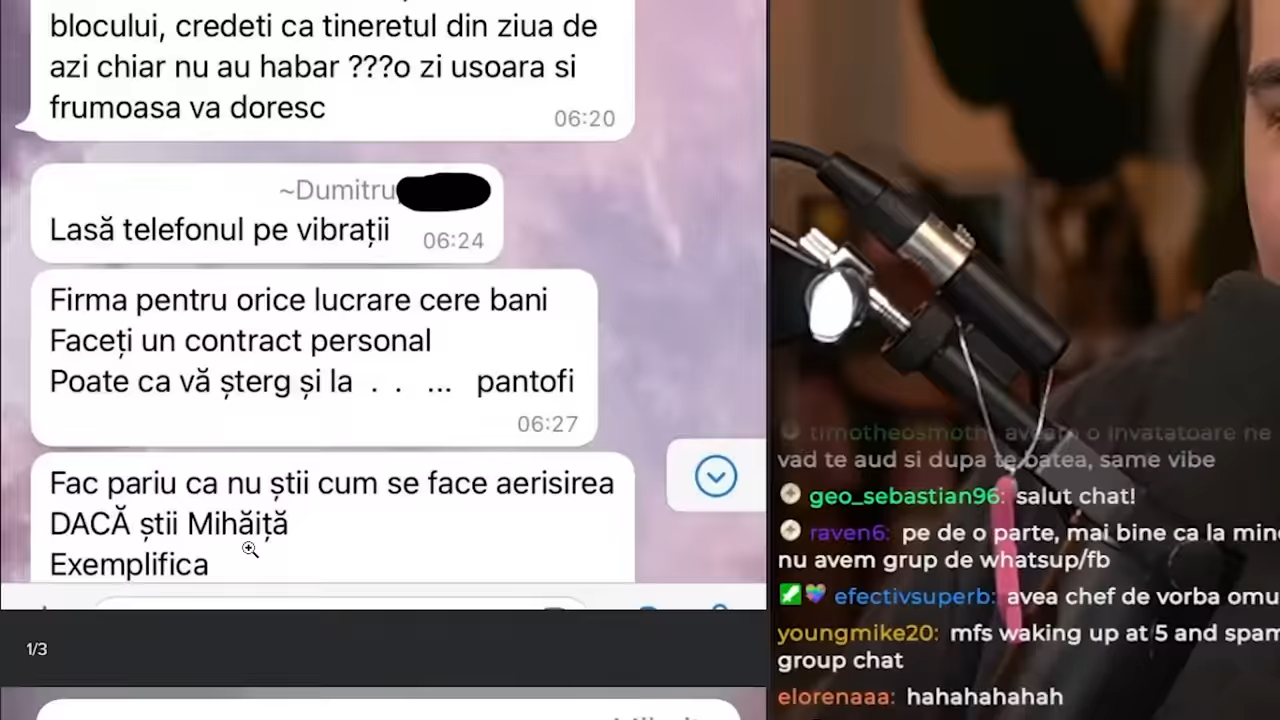 blocului, credeti ca tineretul din ziua de
azi chiar nu au habar ???o zi usoara si
frumoasa va doresc
06:20
~Dumitru
Lasă telefonul pe vibrații
06:24
Firma pentru orice lucrare cere bani
Faceți un contract personal
Poate ca vă șterg și la . . ... pantofi
06:27
Fac pariu ca nu știi cum se face aerisirea
DACĂ știi Mihăiță
Exemplifica
1/3
o invatatoare ne
vad te aud si dupa te batea, same vibe
geo_sebastian96: salut chat!
raven6: pe de o parte, mai bine ca la
nu avem grup de whatsup/fb
efectivsuperb: avea chef de vorba
youngmike20: mfs waking up at 5 and
group chat
elorenaaa: hahahahahah